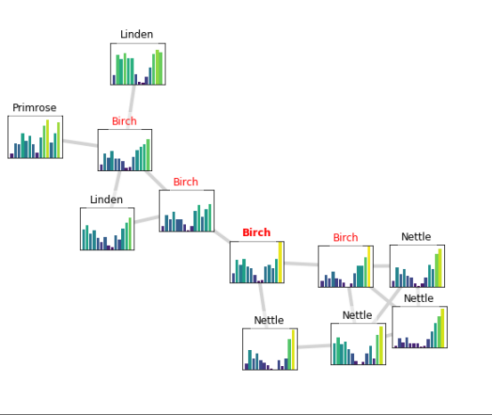 Linden
Primrose
Birch
Birch
Linden
Birch
Birch
Nettle
Nettle
Nettle
Nettle